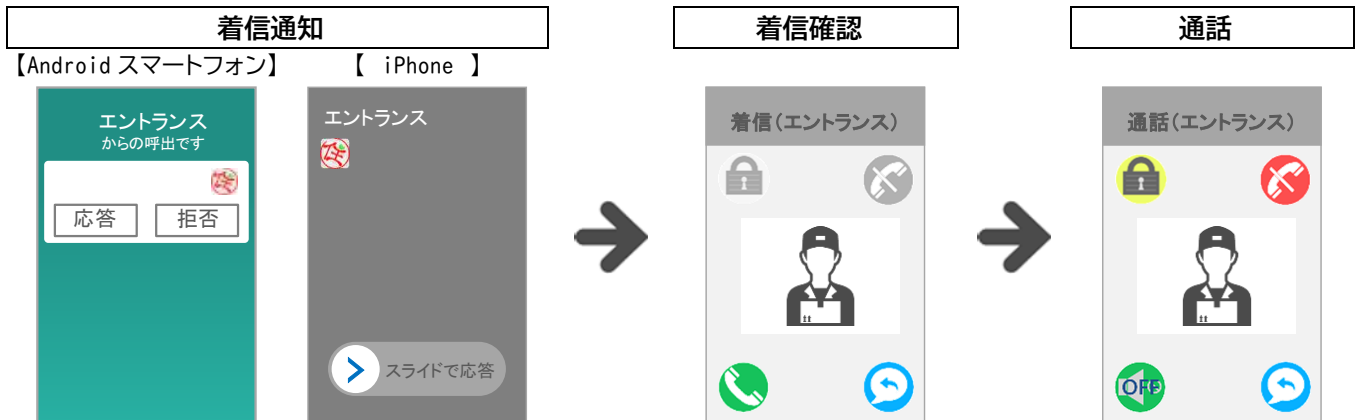 着信通知
【Android スマートフォン】
【 iPhone 】
エントランス
からの呼出です
住
応答
拒否
エントランス
住
スライドで応答
着信確認
着信(エントランス)
通話
通話(エントランス)
OFF